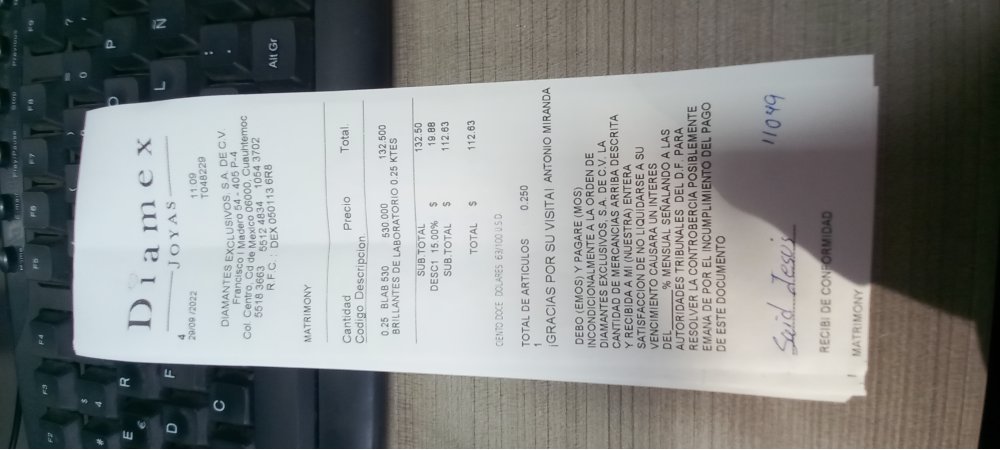 Diamex
JOYAS
4
29/09/2022 11:09
T048229
DIAMANTES EXCLUSIVOS, S.A. DE C.V.
Francisco I Madero 54 - 405 P-4
Col. Centro, Cd de Mexico 06000, Cuauhtemoc
5518 3663 5512 4834 1054 3702
R F C. : DEX 050113 6R8
MATRIMONY
Cantidad Precio Total.
Codigo Descripcion
0.25 BLAB 530 530.000 132.500
BRILLANTES DE LABORATORIO 0.25 KTES
SUB TOTAL 132.50
DESC1 15.00% $ 19.88
SUB.TOTAL $ 112.63
TOTAL $ 112.63
CIENTO DOCE DOLARES 63/100 USD
TOTAL DE ARTICULOS 0.250
1
¡GRACIAS POR SU VISITA! ANTONIO MIRANDA
DEBO (EMOS) Y PAGARE (MOS)
INCONDICIONALMENTE A LA ORDEN DE
DIAMANTES EXCLUSIVOS, S.A. DE C.V. LA
CANTIDAD DE MERCANCIAS ARRIBA DESCRITA
Y RECIBIDA A MI (NUESTRA) ENTERA
SATISFACCION DE NO LIQUIDARSE A SU
VENCIMIENTO CAUSARA UN INTERES
DEL____% MENSUAL SEÑALANDO A LAS
AUTORIDADES TRIBUNALES DEL D.F. PARA
RESOLVER LA CONTROBERCIA POSIBLEMENTE
EMANA DE POR EL INCUMPLIMIENTO DEL PAGO
DE ESTE DOCUMENTO
Said Jesus 11049
RECIBI DE CONFORMIDAD
MATRIMONY